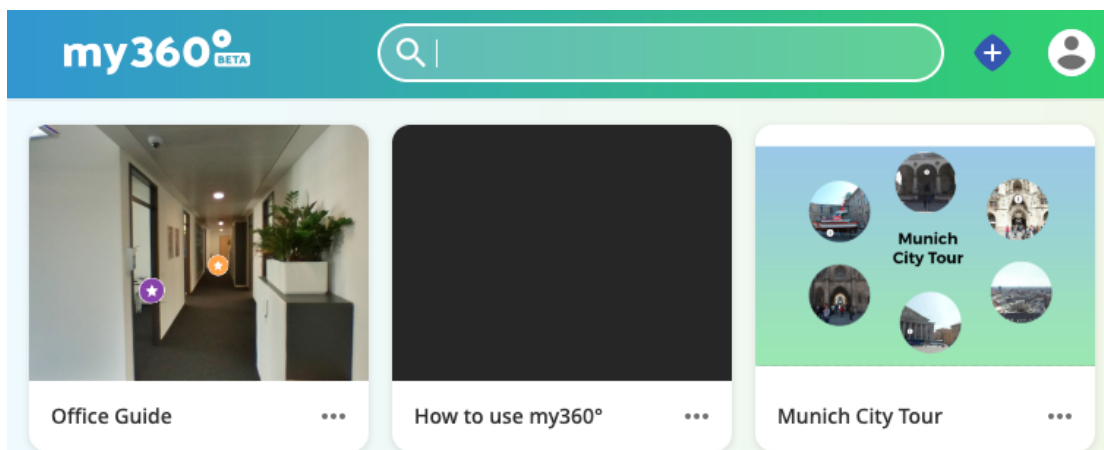 my360°
BETA
Munich
City Tour
Office Guide
How to use my360°
Munich City Tour